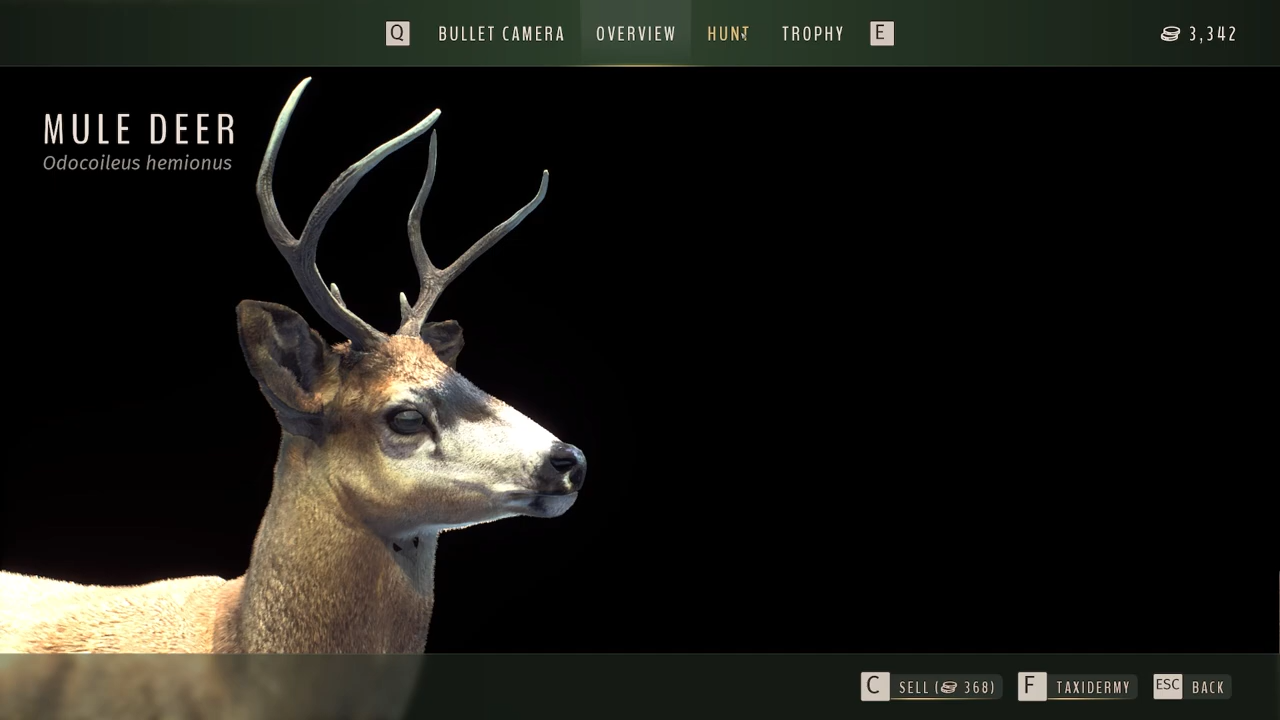 Q BULLET CAMERA OVERVIEW HUNT TROPHY E 3,342
MULE DEER
Odocoileus hemionus
C SELL (368) F TAXIDERMY ESC BACK